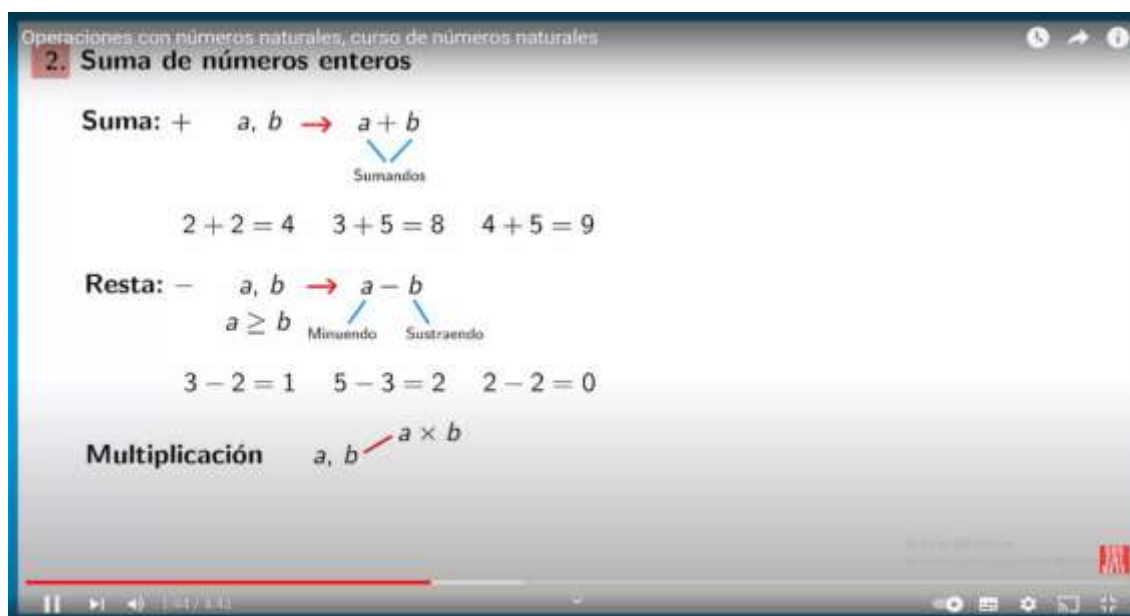 Operaciones con números naturales, curso de números naturales
2. Suma de números enteros
Suma: + a, b → a + b
Sumandos
2 + 2 = 4 3 + 5 = 8 4 + 5 = 9
Resta: − a, b → a − b
a ≥ b Minuendo Sustraendo
3 − 2 = 1 5 − 3 = 2 2 − 2 = 0
a × b
Multiplicación a, b